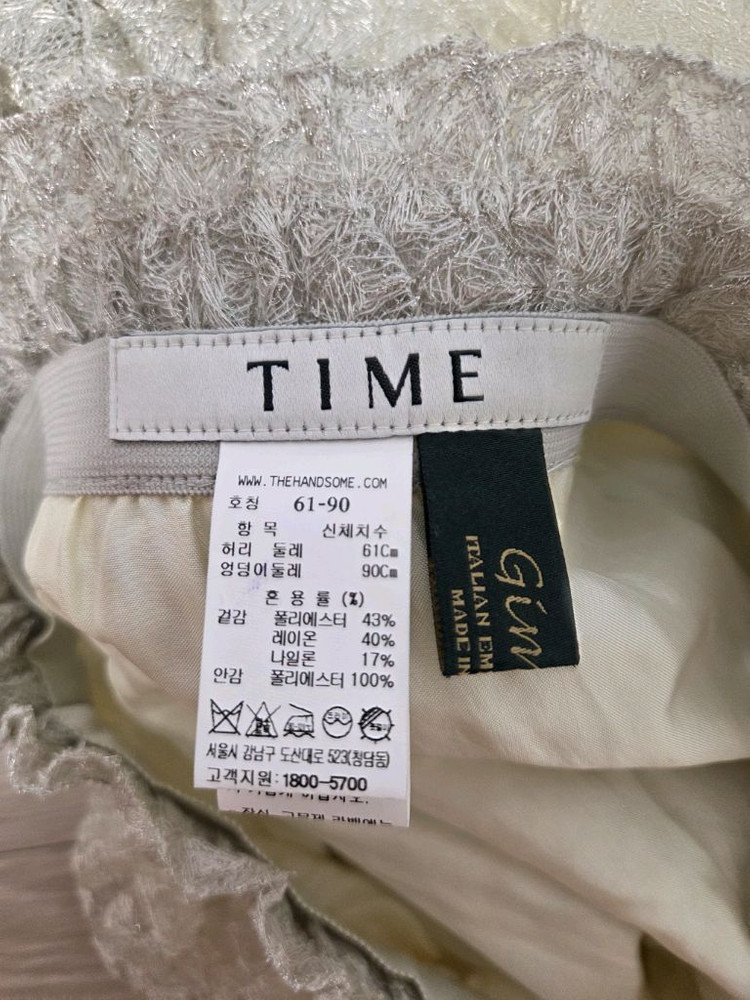 TIME
WWW.THEHANDSOME.COM
호칭 61-90
항 목 신체치수
허리 둘레 61Cm
엉덩이둘레 90Cm
혼 용 률 (%)
겉감 폴리에스터 43%
레이온 40%
나일론 17%
안감 폴리에스터 100%
서울시 강남구 도산대로 523(청담동)
고객지원:1800-5700
ITALIAN
MADE IN